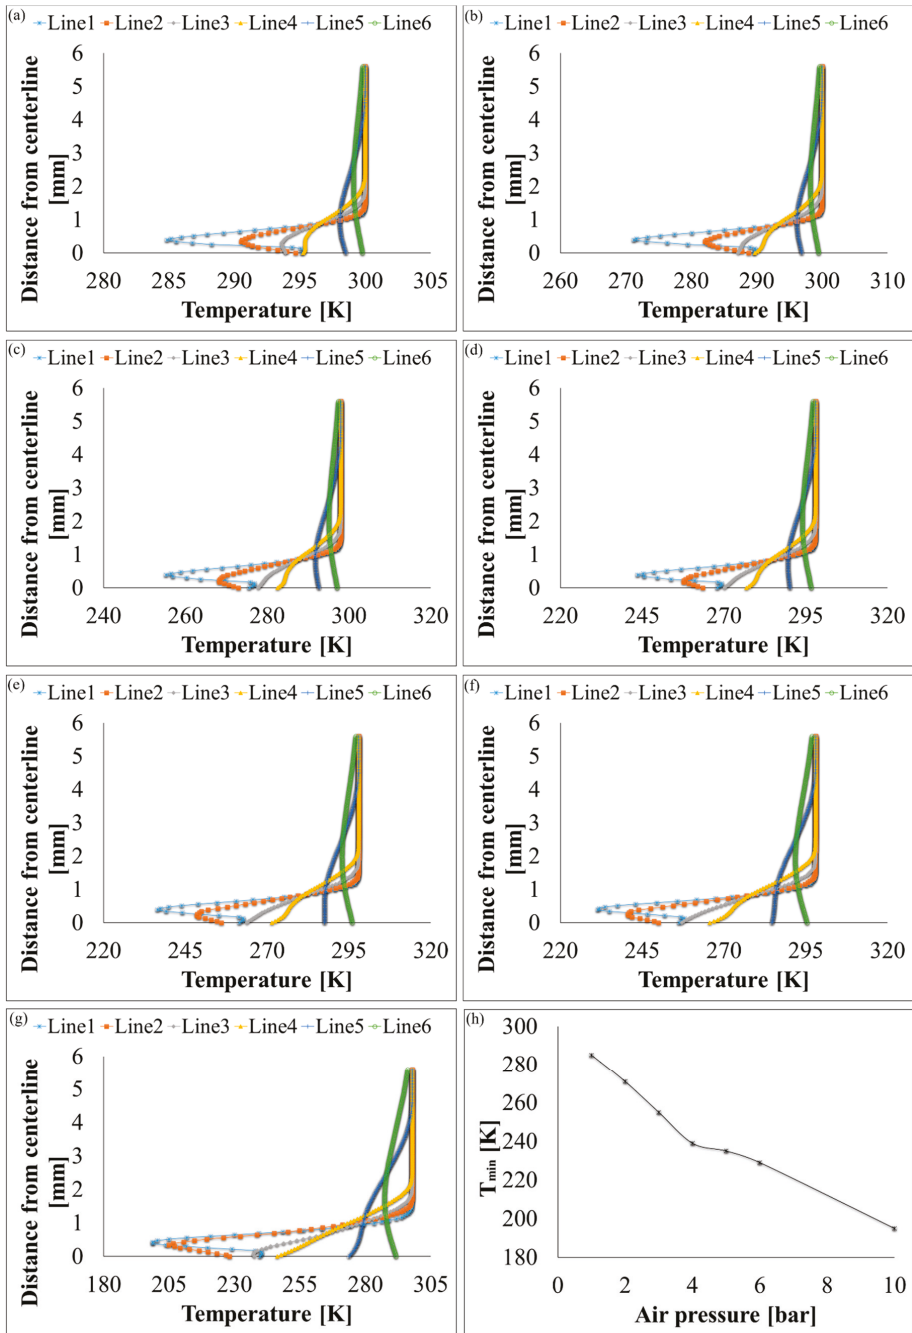 (a)
Line1 Line2 Line3 Line4 Line5 Line6
Distance from centerline
[mm]
6
5
4
3
2
1
0
280 285 290 295 300 305
Temperature [K]
(b)
Line1 Line2 Line3 Line4 Line5 Line6
Distance from centerline
[mm]
6
5
4
3
2
1
0
260 270 280 290 300 310
Temperature [K]
(c)
Line1 Line2 Line3 Line4 Line5 Line6
Distance from centerline
[mm]
6
5
4
3
2
1
0
240 260 280 300 320
Temperature [K]
(d)
Line1 Line2 Line3 Line4 Line5 Line6
Distance from centerline
[mm]
6
5
4
3
2
1
0
220 245 270 295 320
Temperature [K]
(e)
Line1 Line2 Line3 Line4 Line5 Line6
Distance from centerline
[mm]
6
5
4
3
2
1
0
220 245 270 295 320
Temperature [K]
(f)
Line1 Line2 Line3 Line4 Line5 Line6
Distance from centerline
[mm]
6
5
4
3
2
1
0
220 245 270 295 320
Temperature [K]
(g)
Line1 Line2 Line3 Line4 Line5 Line6
Distance from centerline
[mm]
6
5
4
3
2
1
0
180 205 230 255 280 305
Temperature [K]
(h)
Tmin [K]
300
280
260
240
220
200
180
0 2 4 6 8 10
Air pressure [bar]